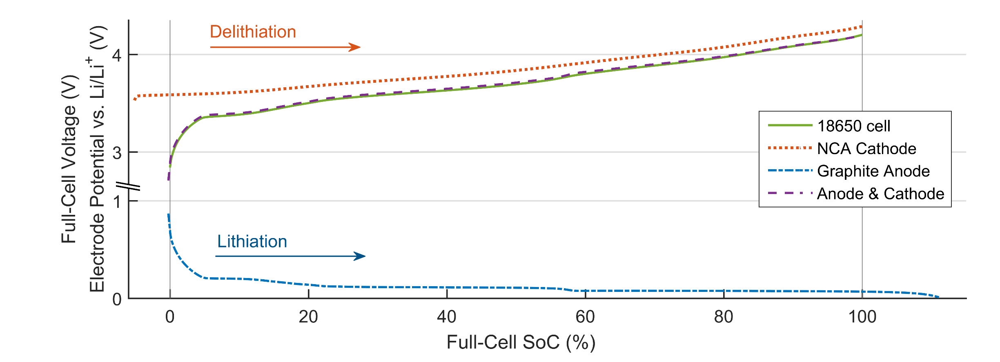 Full-Cell Voltage (V)
Electrode Potential vs. Li/Li⁺ (V)
Delithiation
4
3
1
0
Lithiation
18650 cell
NCA Cathode
Graphite Anode
Anode & Cathode
0 20 40 60 80 100
Full-Cell SoC (%)